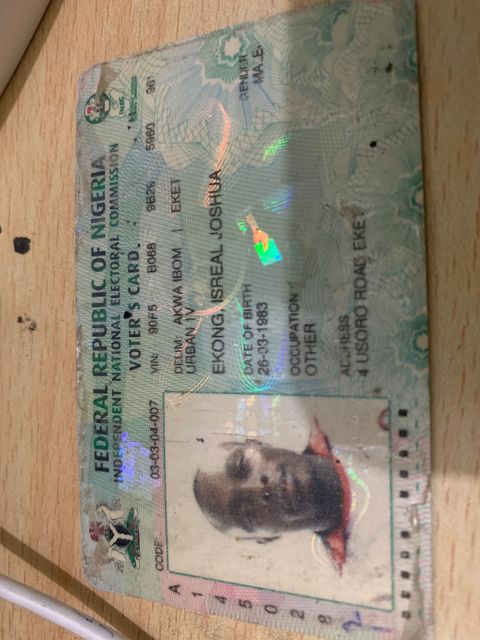 FEDERAL REPUBLIC OF NIGERIA
INDEPENDENT NATIONAL ELECTORAL COMMISSION
VOTER'S CARD
CODE 03-03-04-007 VIN: 90F5 B068 9B26 5960
DELIM: AKWA IBOM | EKET
URBAN 1V
EKONG, ISREAL JOSHUA
DATE OF BIRTH
26-03-1983
GENDER
MALE
OCCUPATION
OTHER
ADDRESS
4 USORO ROAD EKET
A
1
4
5
0
2
8
2